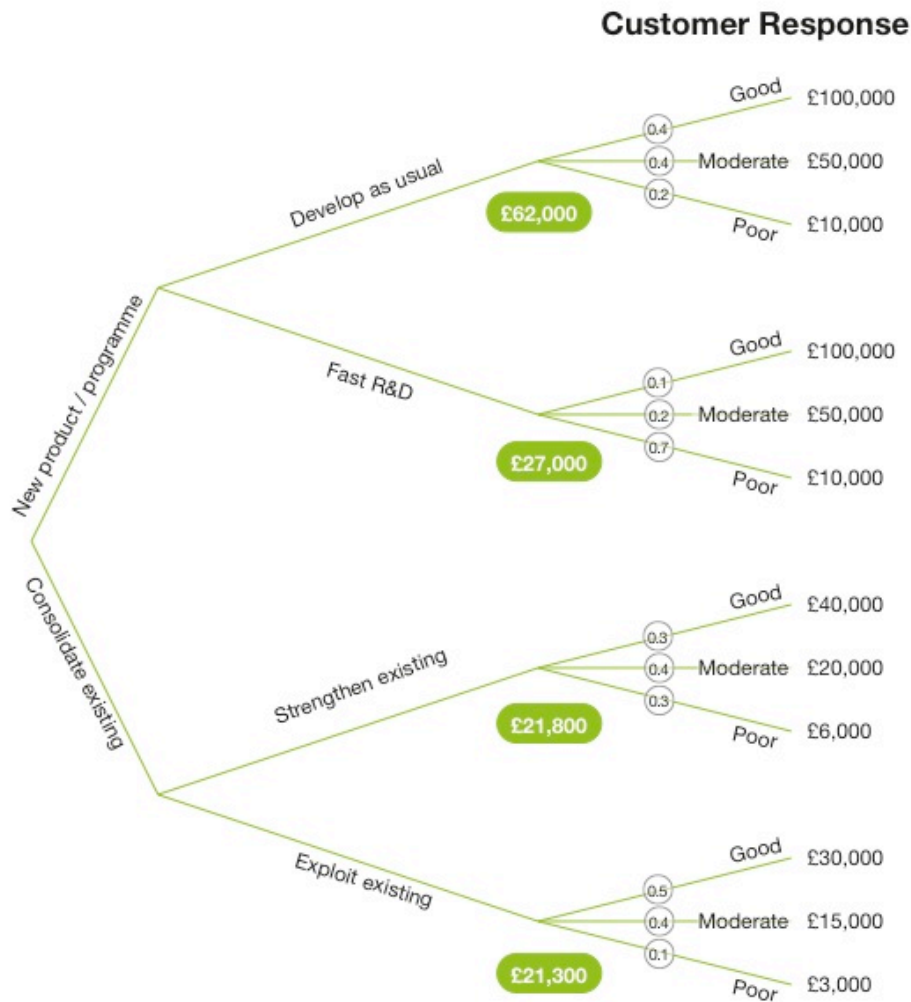 Customer Response
Good
£100,000
0.4
Develop as usual
0.4
Moderate
£50,000
0.2
£62,000
Poor
£10,000
New product / programme
Good
£100,000
Fast R&D
0.1
0.2
Moderate
£50,000
0.7
£27,000
Poor
£10,000
Consolidate existing
Good
£40,000
0.3
Strengthen existing
0.4
Moderate
£20,000
0.3
£21,800
Poor
£6,000
Good
£30,000
Exploit existing
0.5
0.4
Moderate
£15,000
0.1
£21,300
Poor
£3,000